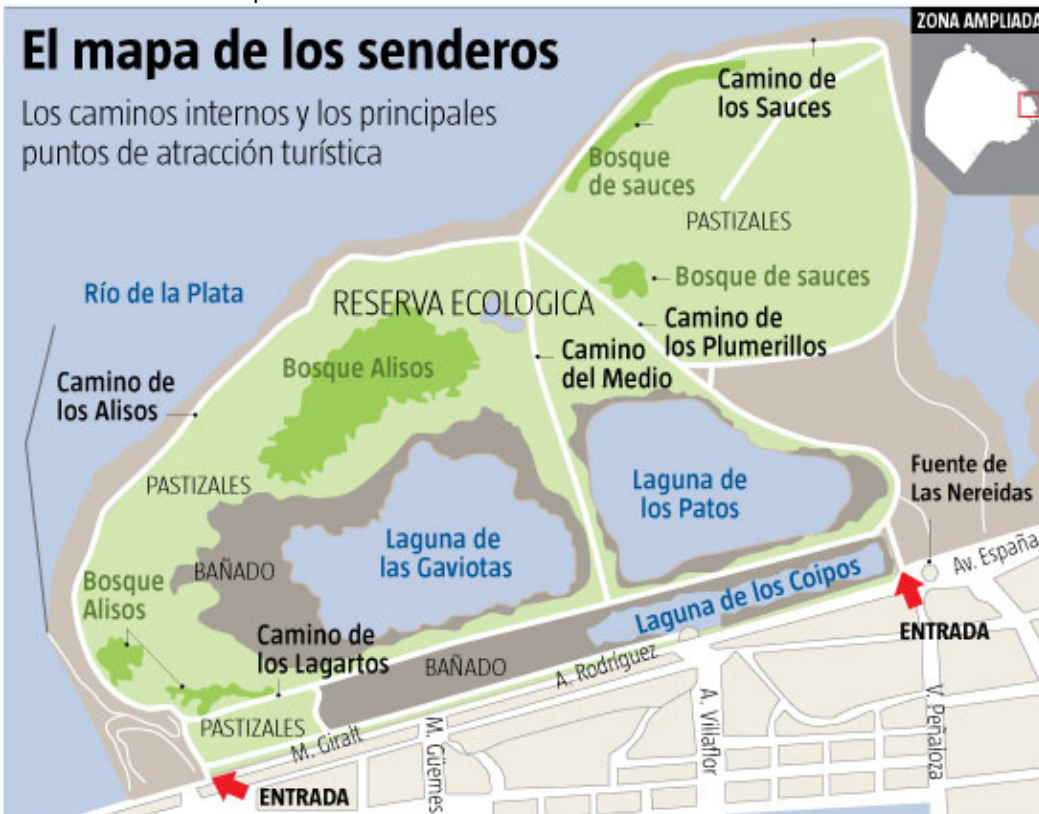 El mapa de los senderos
Los caminos internos y los principales
puntos de atracción turística
ZONA AMPLIADA
Camino de
los Sauces
Bosque
de sauces
PASTIZALES
Bosque de sauces
Río de la Plata
RESERVA ECOLOGICA
Camino de
los Plumerillos
Camino
del Medio
Bosque Alisos
Camino de
los Alisos
PASTIZALES
Laguna de
los Patos
Fuente de
Las Nereidas
Laguna de
las Gaviotas
BAÑADO
Av. España
Bosque
Alisos
Laguna de los Coipos
ENTRADA
Camino de
los Lagartos
BAÑADO
A. Rodríguez
PASTIZALES
M. Giralt
M. Güemes
A. Villaflor
V. Peñaloza
ENTRADA